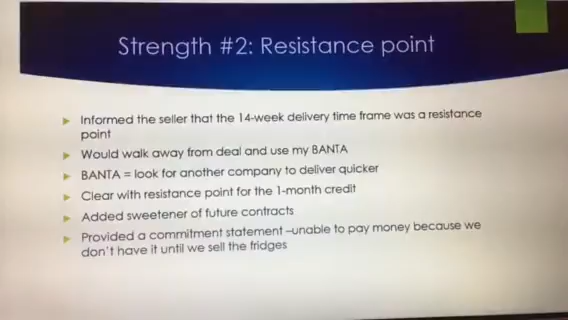 Strength #2: Resistance point
Informed the seller that the 14-week delivery time frame was a resistance
point
Would walk away from deal and use my BANTA
BANTA = look for another company to deliver quicker
Clear with resistance point for the 1-month credit
Added sweetener of future contracts
Provided a commitment statement –unable to pay money because we
don't have it until we sell the fridges